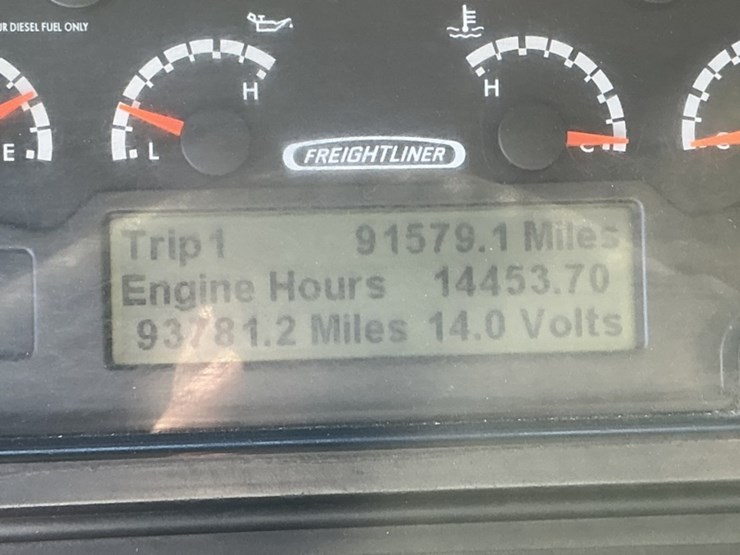 UR DIESEL FUEL ONLY
H
H
E
L
C
C
FREIGHTLINER
Trip 1 91579.1 Miles
Engine Hours 14453.70
93781.2 Miles 14.0 Volts